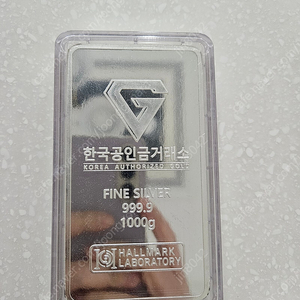 한국공인금거래소
KOREA AUTHORIZED GOLD
FINE SILVER
999.9
1000g
HALLMARK
LABORATORY